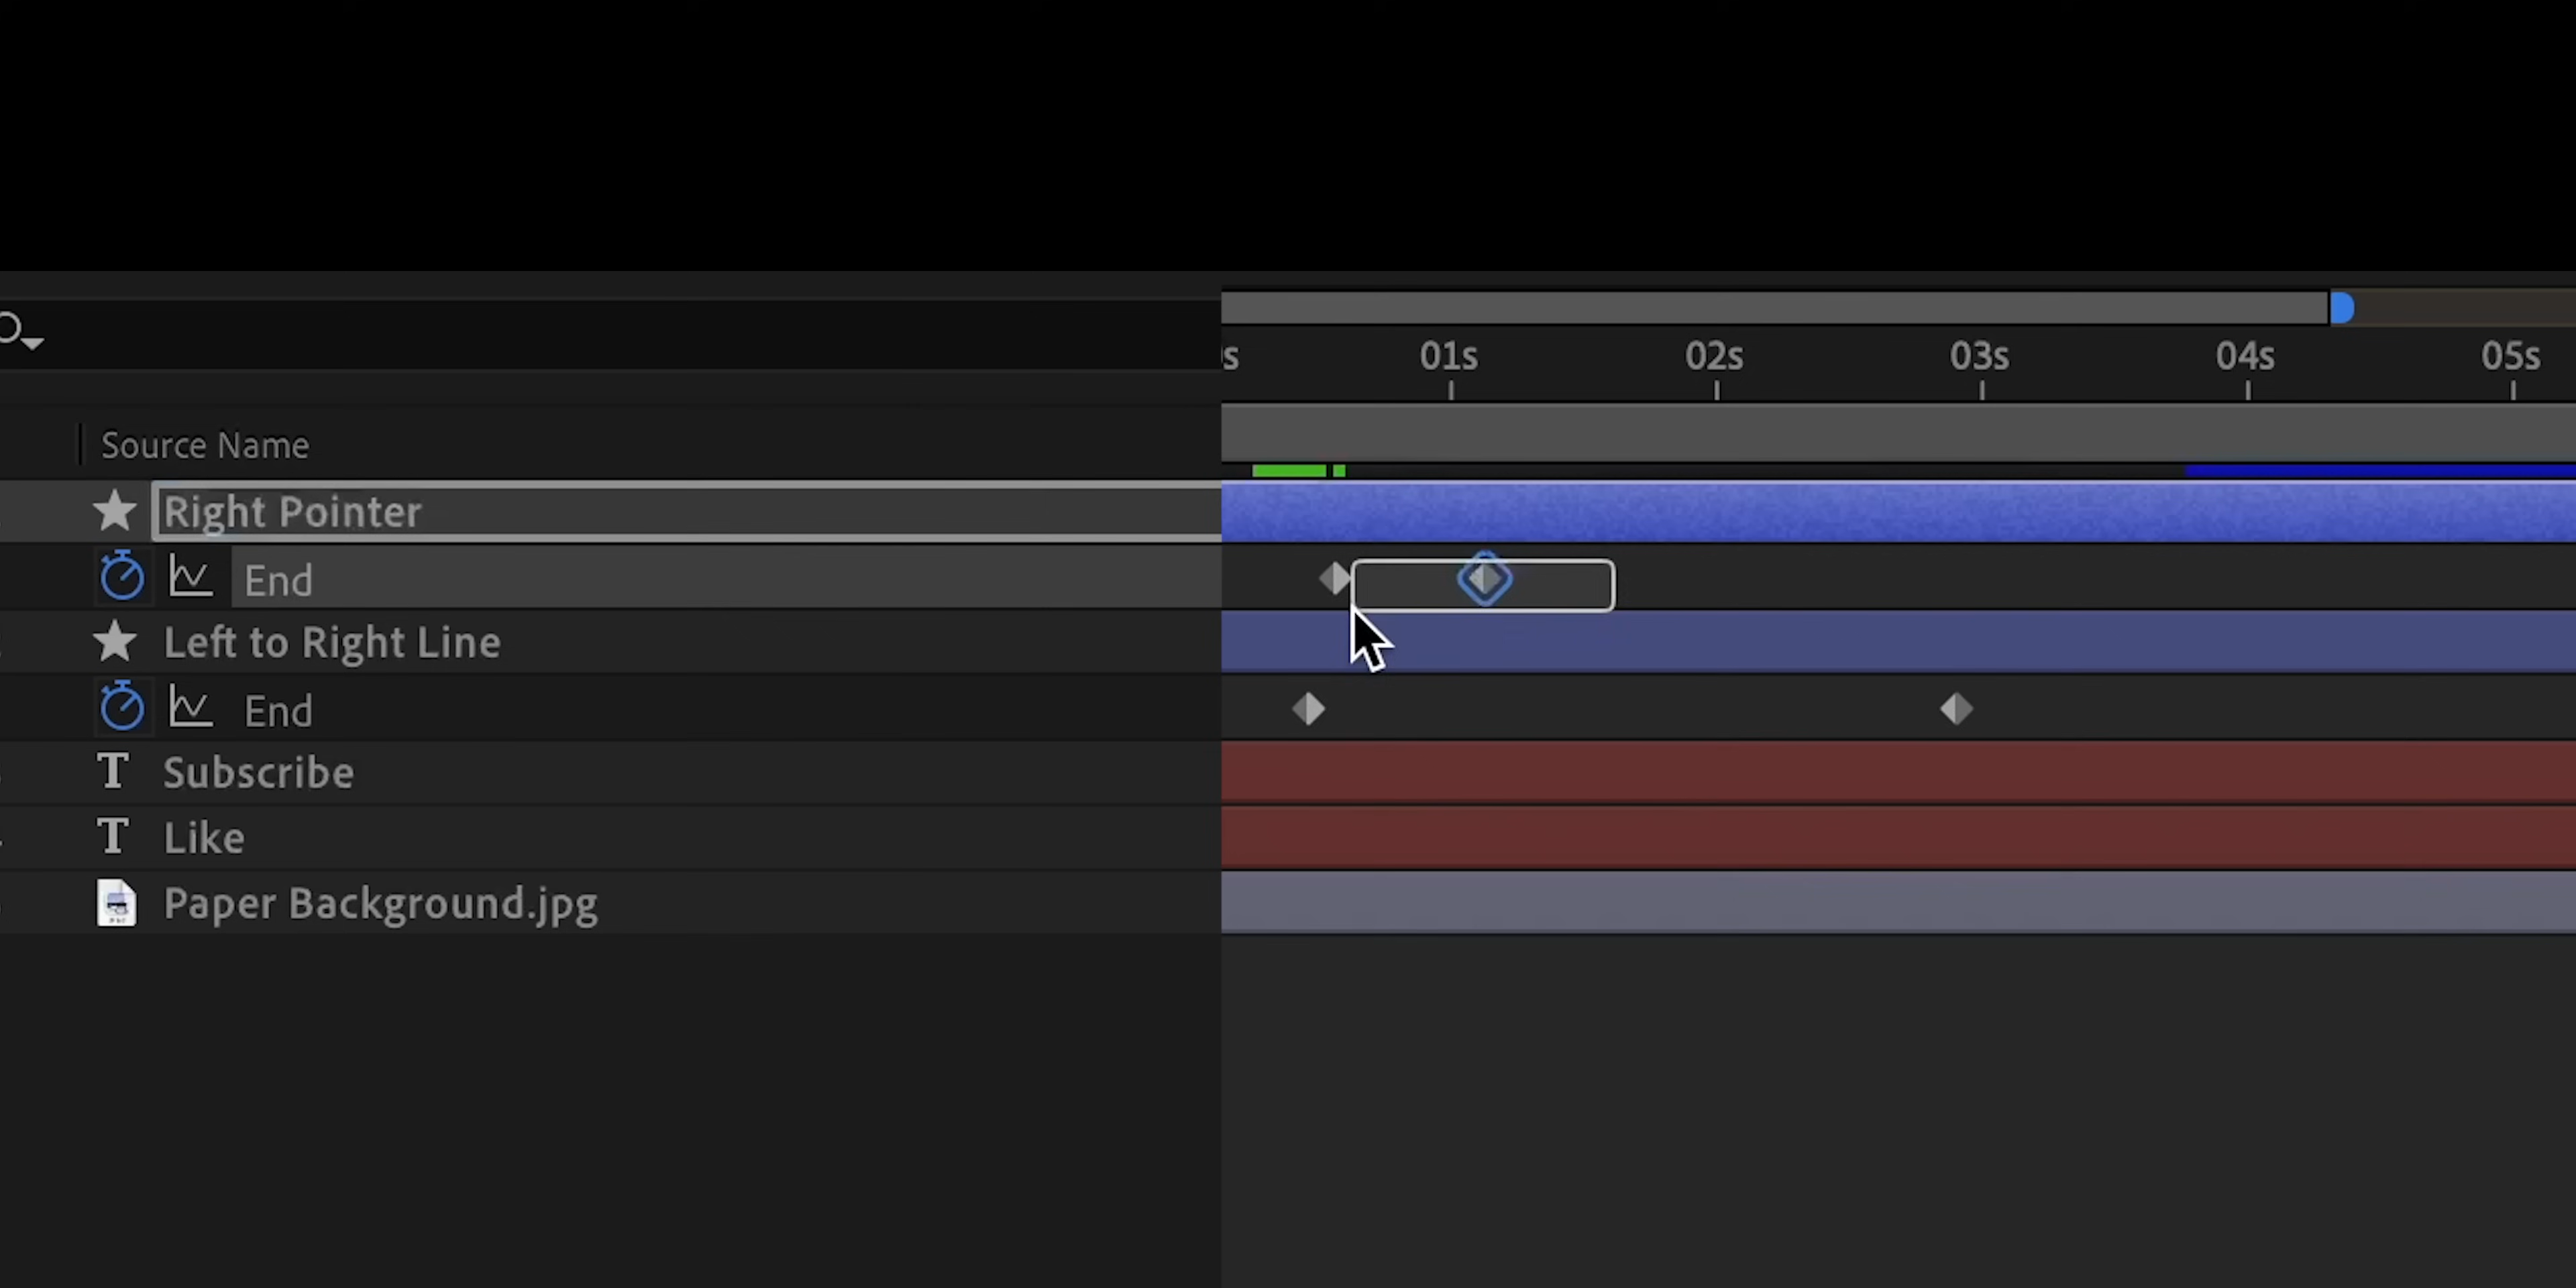 01s 02s 03s 04s 05s
Source Name
Right Pointer
End
Left to Right Line
End
T Subscribe
T Like
Paper Background.jpg